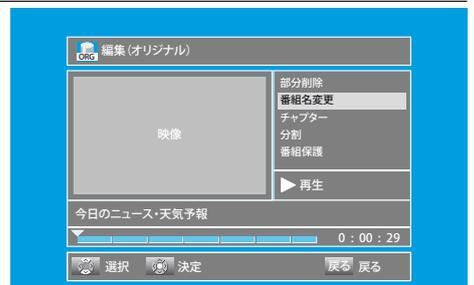 ORG 編集(オリジナル)
映像
部分削除
番組名変更
チャプター
分割
番組保護
再生
今日のニュース・天気予報
0:00:29
選択 決定 戻る 戻る